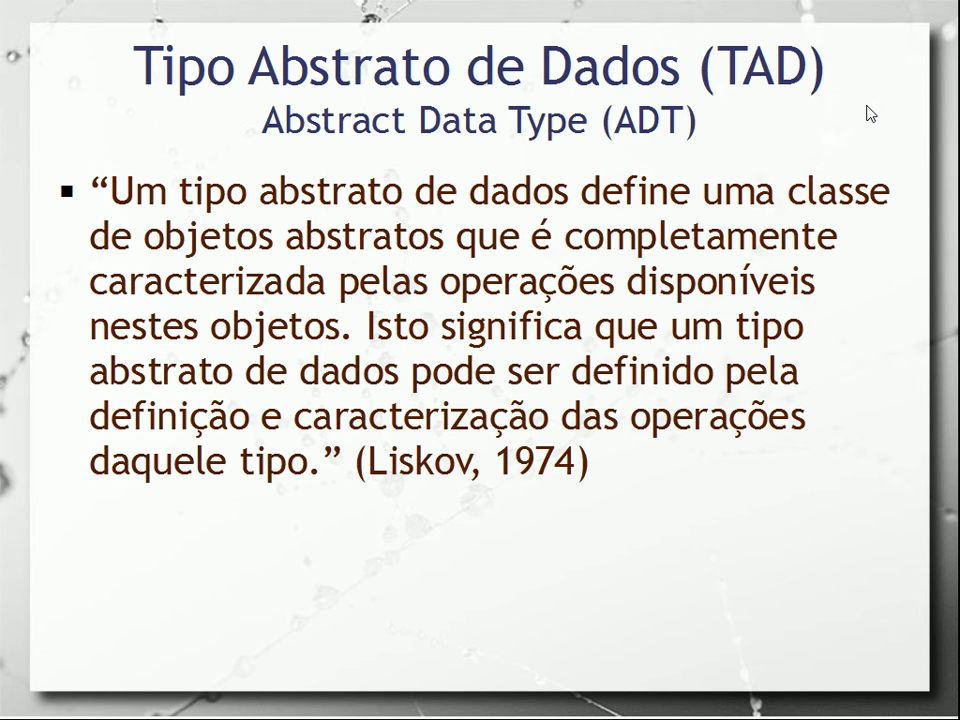 Tipo Abstrato de Dados (TAD)
Abstract Data Type (ADT)
▪ “Um tipo abstrato de dados define uma classe
de objetos abstratos que é completamente
caracterizada pelas operações disponíveis
nestes objetos. Isto significa que um tipo
abstrato de dados pode ser definido pela
definição e caracterização das operações
daquele tipo.” (Liskov, 1974)